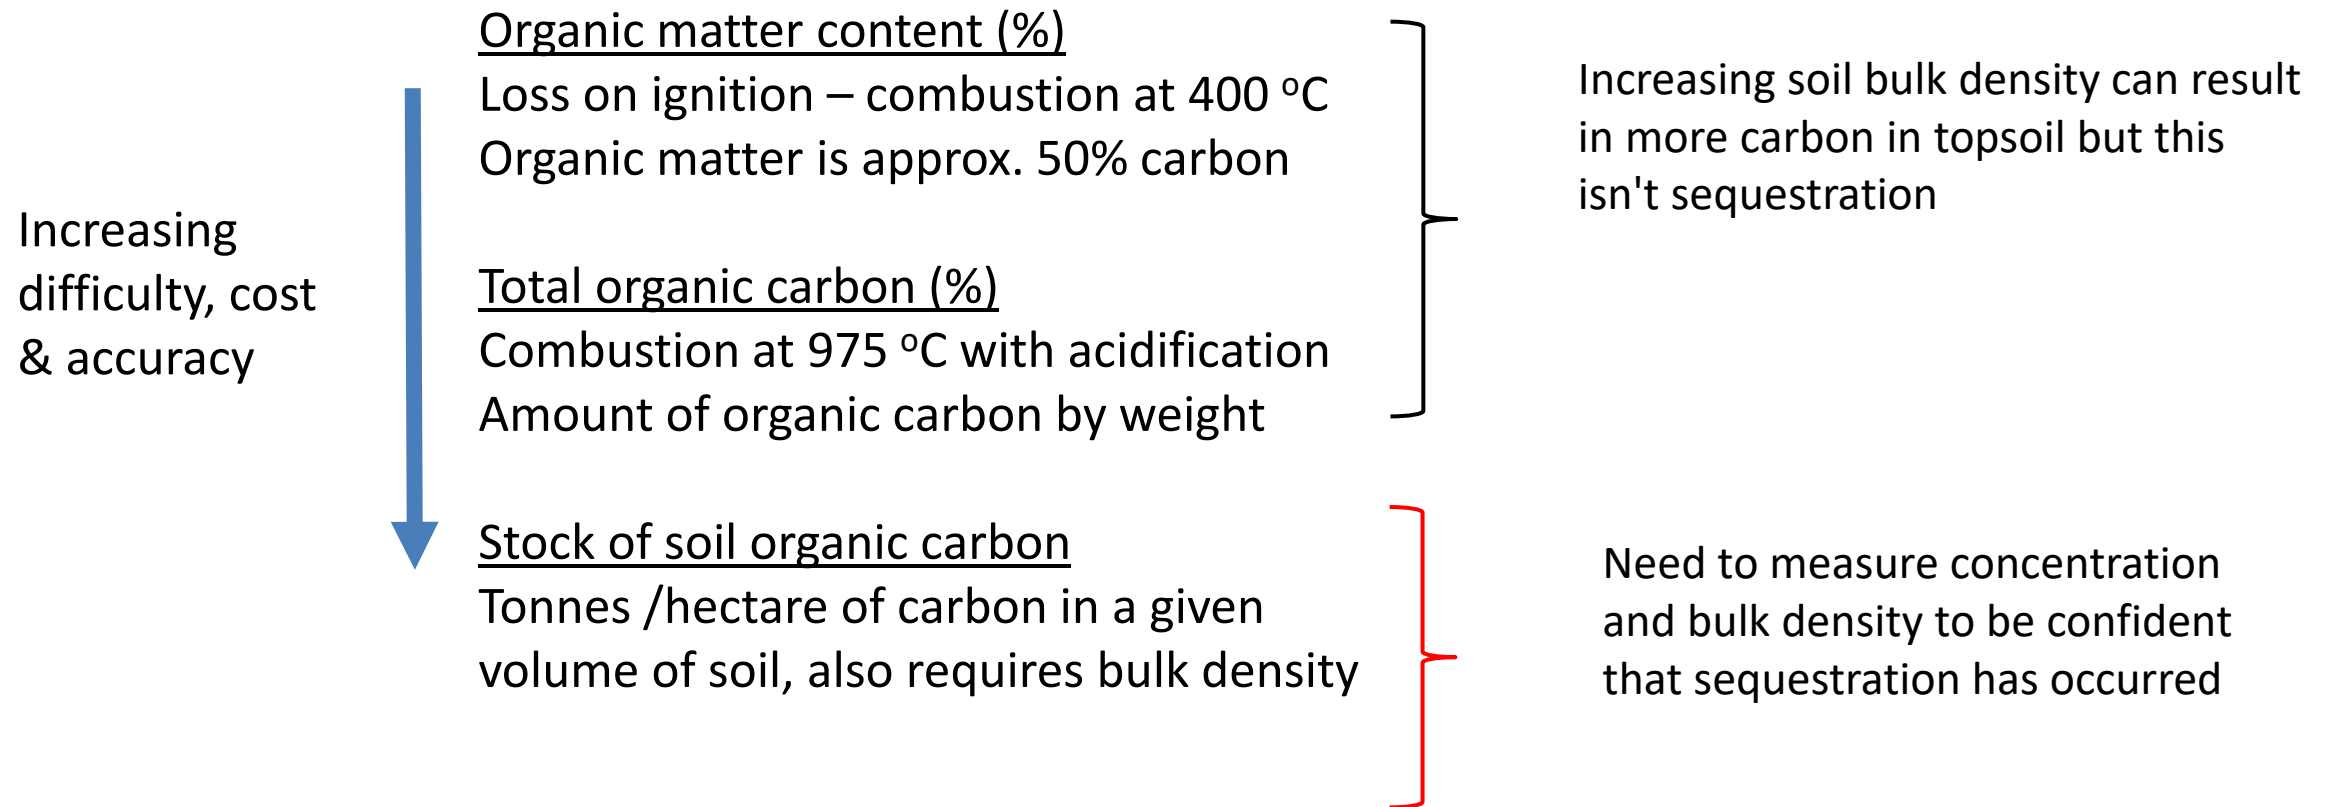 Increasing
difficulty, cost
& accuracy
Organic matter content (%)
Loss on ignition – combustion at 400 ºC
Organic matter is approx. 50% carbon
Total organic carbon (%)
Combustion at 975 ºC with acidification
Amount of organic carbon by weight
Stock of soil organic carbon
Tonnes /hectare of carbon in a given
volume of soil, also requires bulk density
Increasing soil bulk density can result
in more carbon in topsoil but this
isn't sequestration
Need to measure concentration
and bulk density to be confident
that sequestration has occurred